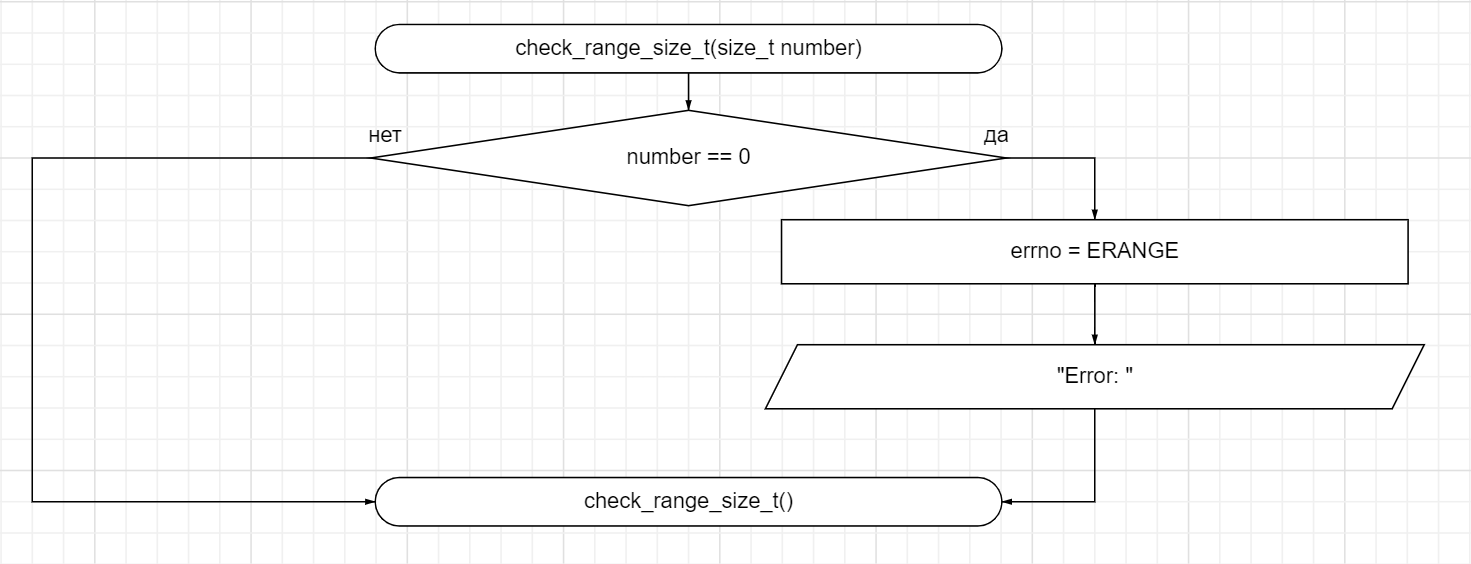 check_range_size_t(size_t number)
нет
да
number == 0
errno = ERANGE
"Error: "
check_range_size_t()